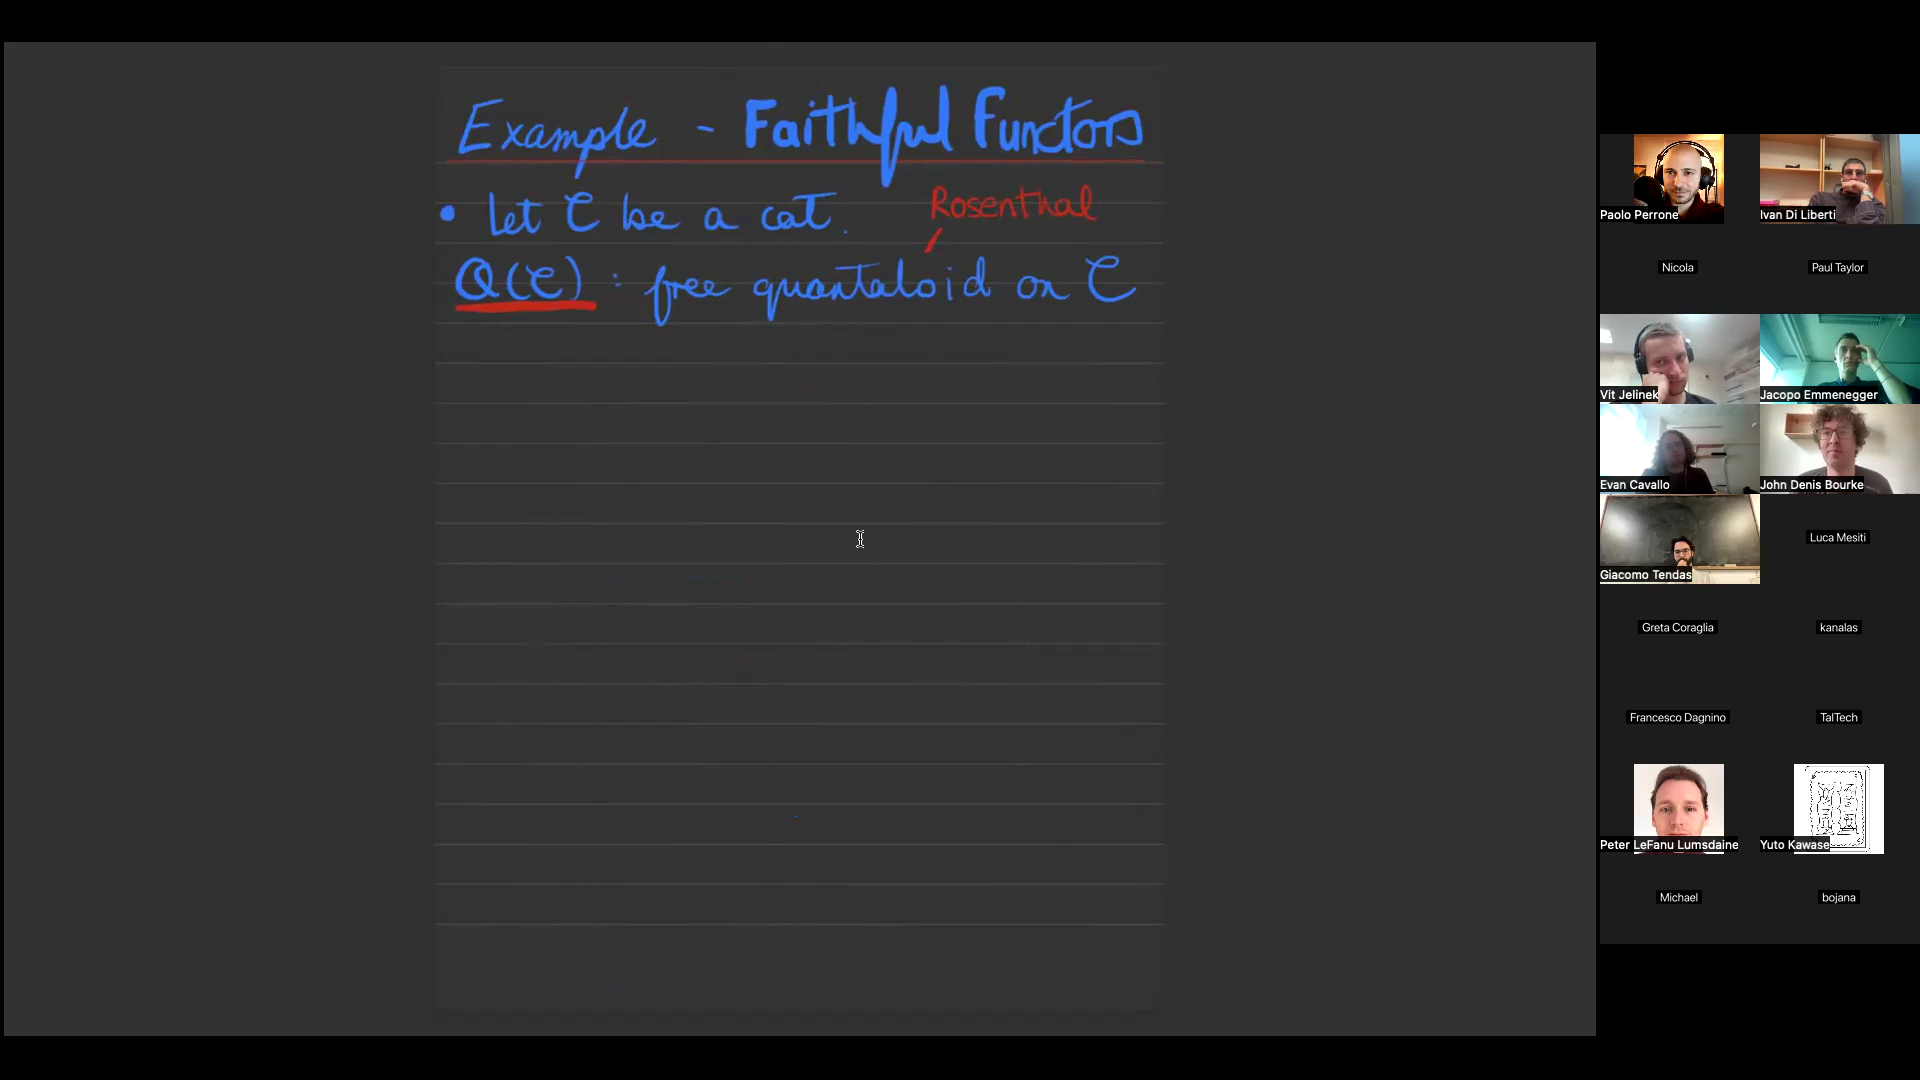 Example - Faithful Functors
• Let C be a cat.
Rosenthal
Q(C) : free quantaloid on C
Paolo Perrone
Ivan Di Liberti
Nicola
Paul Taylor
Vit Jelinek
Jacopo Emmenegger
Evan Cavallo
John Denis Bourke
Giacomo Tendas
Luca Mesiti
Greta Coraglia
kanalas
Francesco Dagnino
TalTech
Peter LeFanu Lumsdaine
Yuto Kawase
Michael
bojana